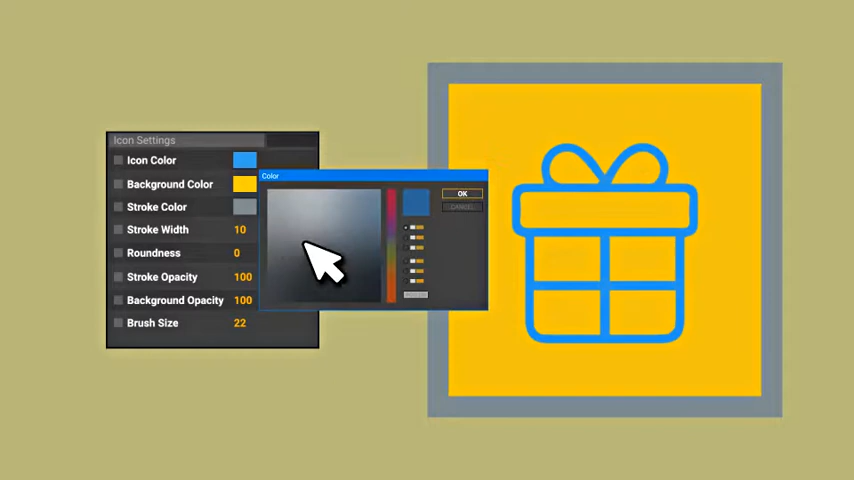 Icon Settings
Icon Color
Background Color
Stroke Color
Stroke Width 10
Roundness 0
Stroke Opacity 100
Background Opacity 100
Brush Size 22
Color
OK
CANCEL